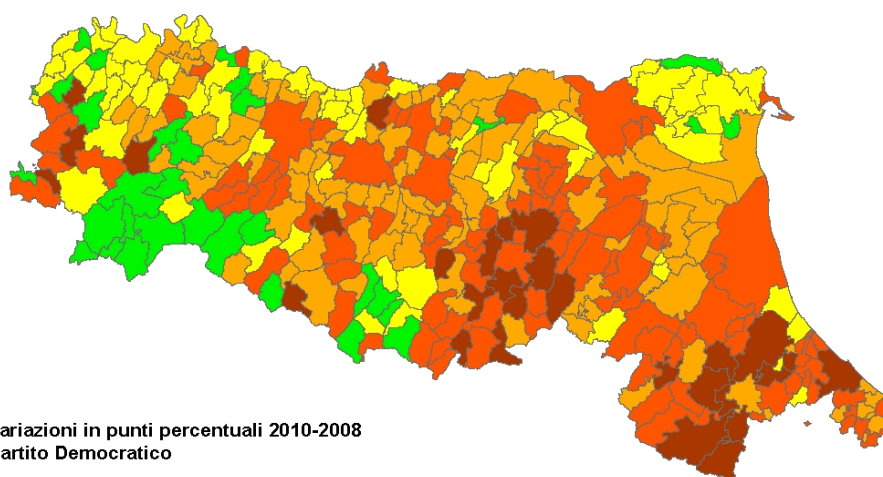 ariazioni in punti percentuali 2010-2008
artito Democratico